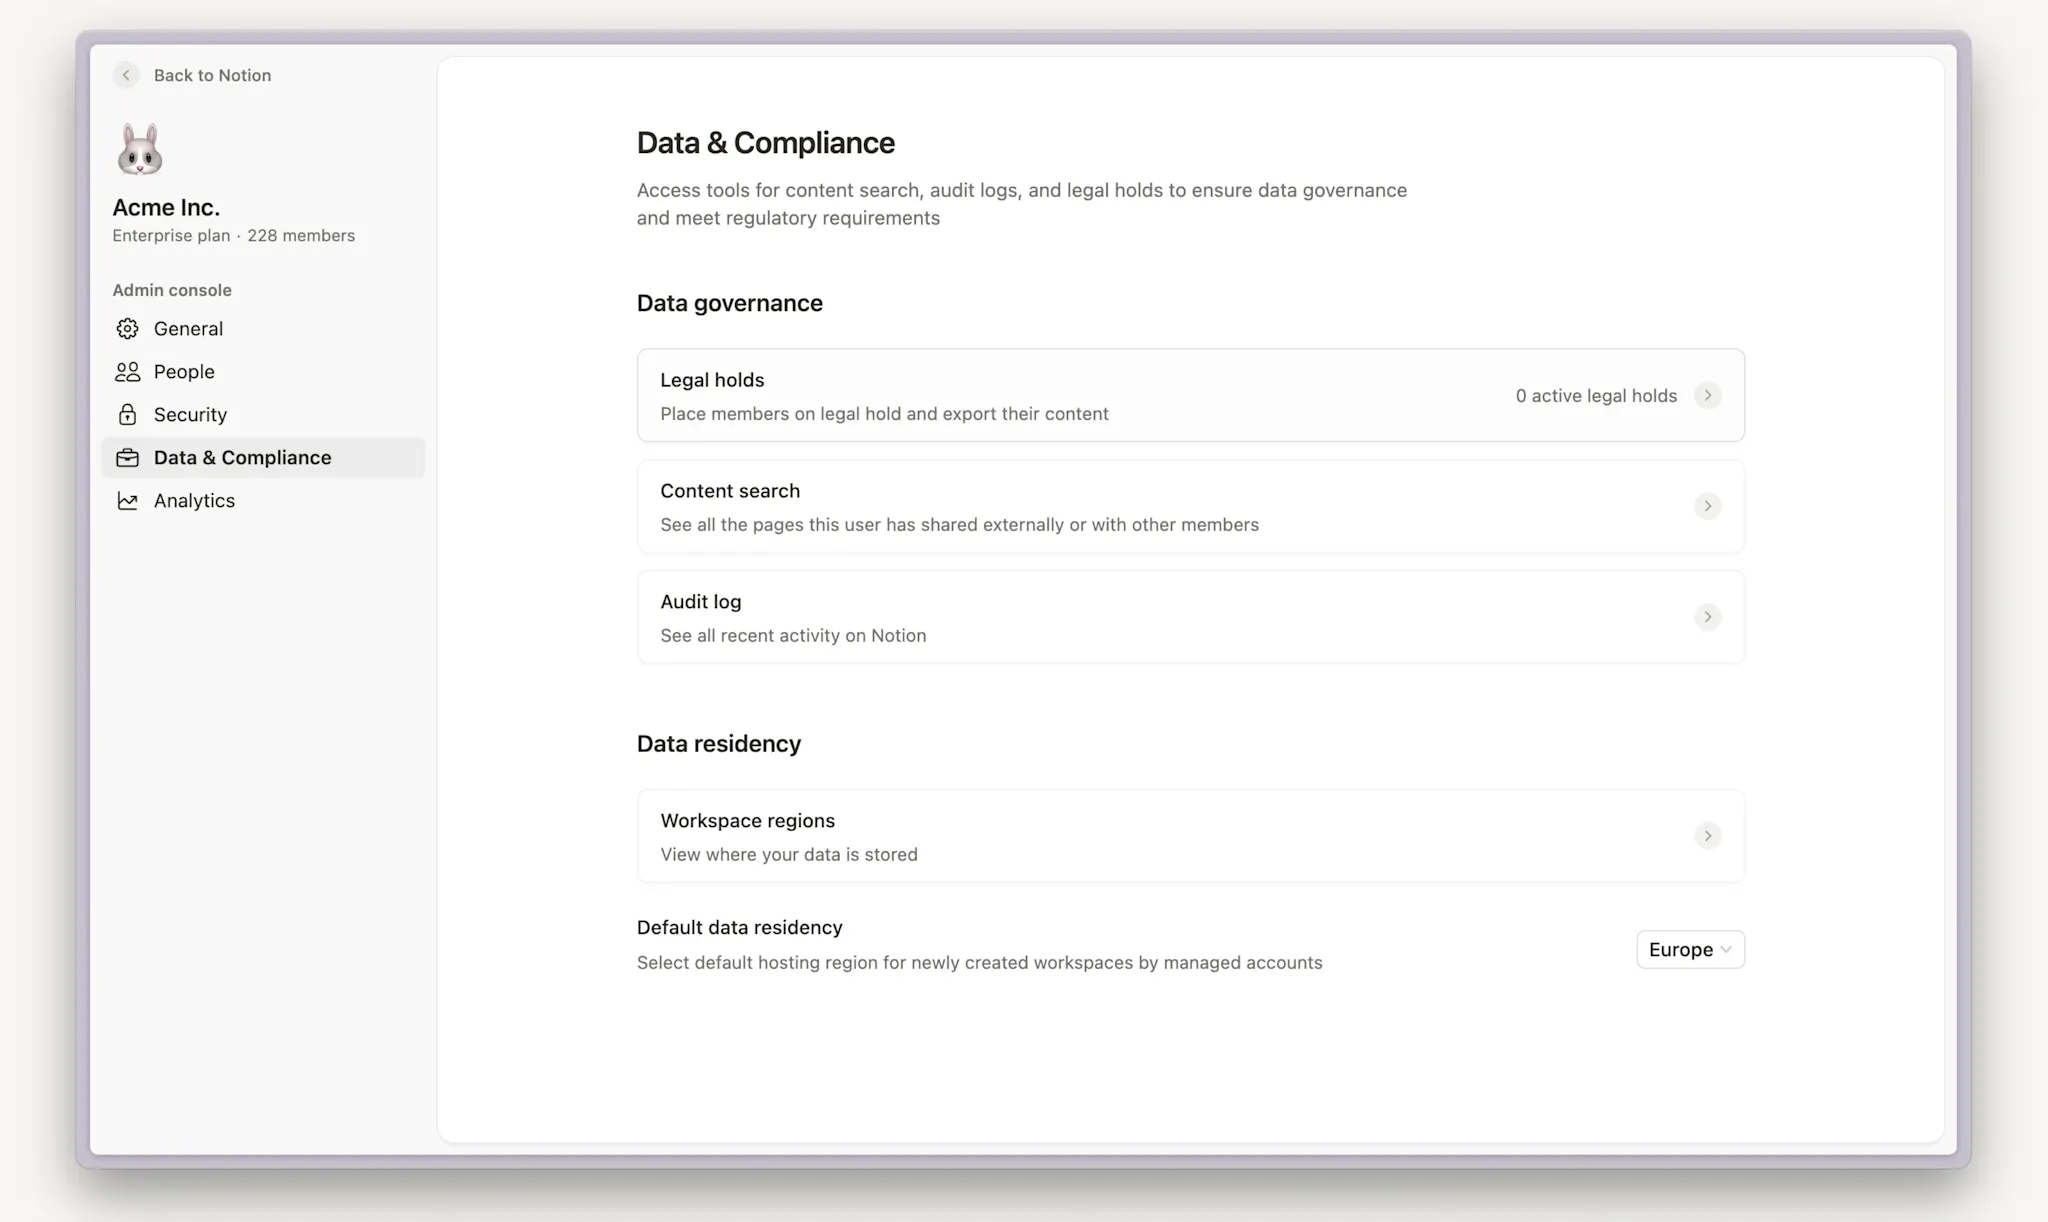 Back to Notion
Acme Inc.
Enterprise plan · 228 members
Admin console
General
People
Security
Data & Compliance
Analytics
Data & Compliance
Access tools for content search, audit logs, and legal holds to ensure data governance
and meet regulatory requirements
Data governance
Legal holds
Place members on legal hold and export their content
0 active legal holds
Content search
See all the pages this user has shared externally or with other members
Audit log
See all recent activity on Notion
Data residency
Workspace regions
View where your data is stored
Default data residency
Select default hosting region for newly created workspaces by managed accounts
Europe